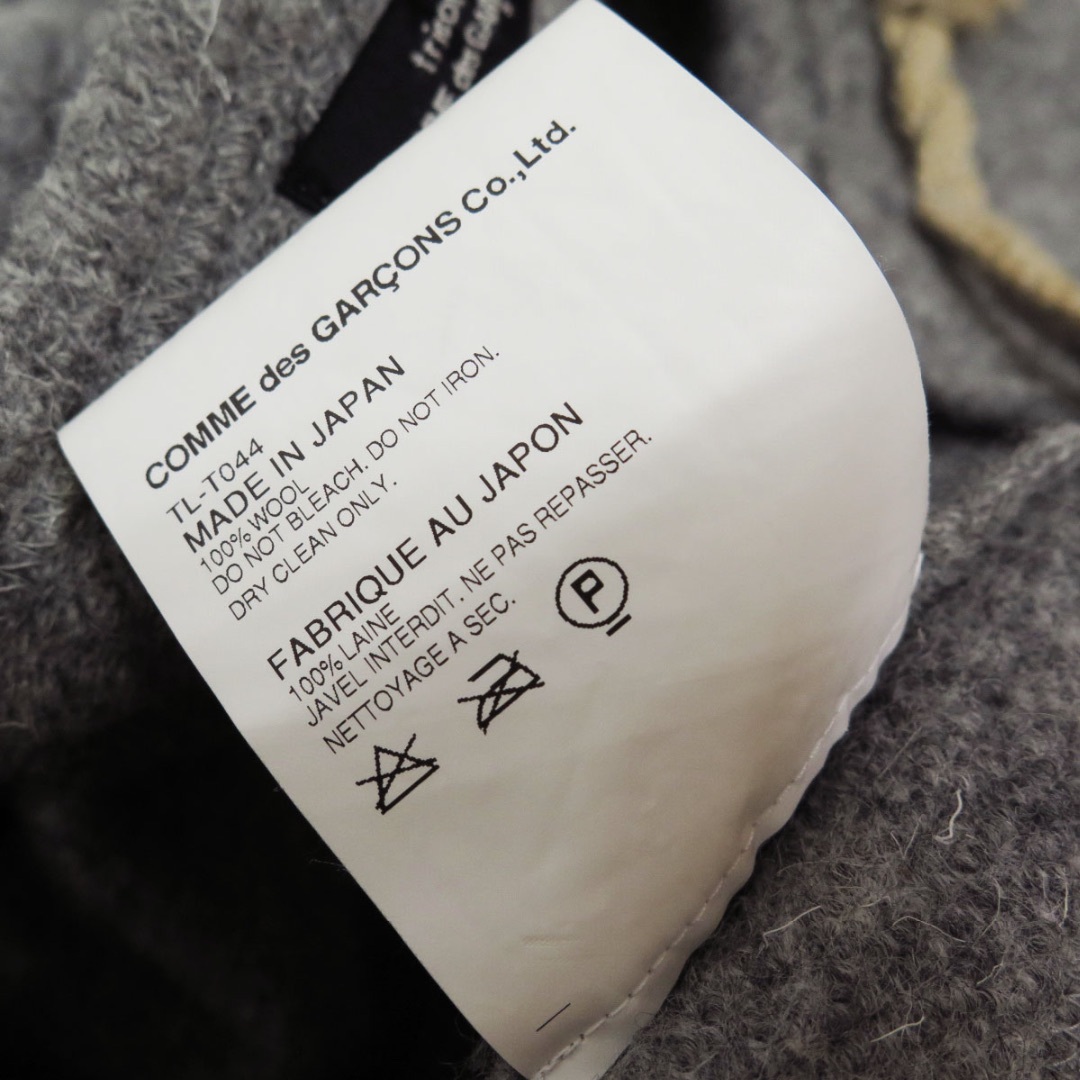 COMME des GARÇONS Co.,Ltd.
TL-T044
MADE IN JAPAN
100% WOOL
DO NOT BLEACH. DO NOT IRON.
DRY CLEAN ONLY.
FABRIQUE AU JAPON
100% LAINE
JAVEL INTERDIT. NE PAS REPASSER.
NETTOYAGE A SEC.
P